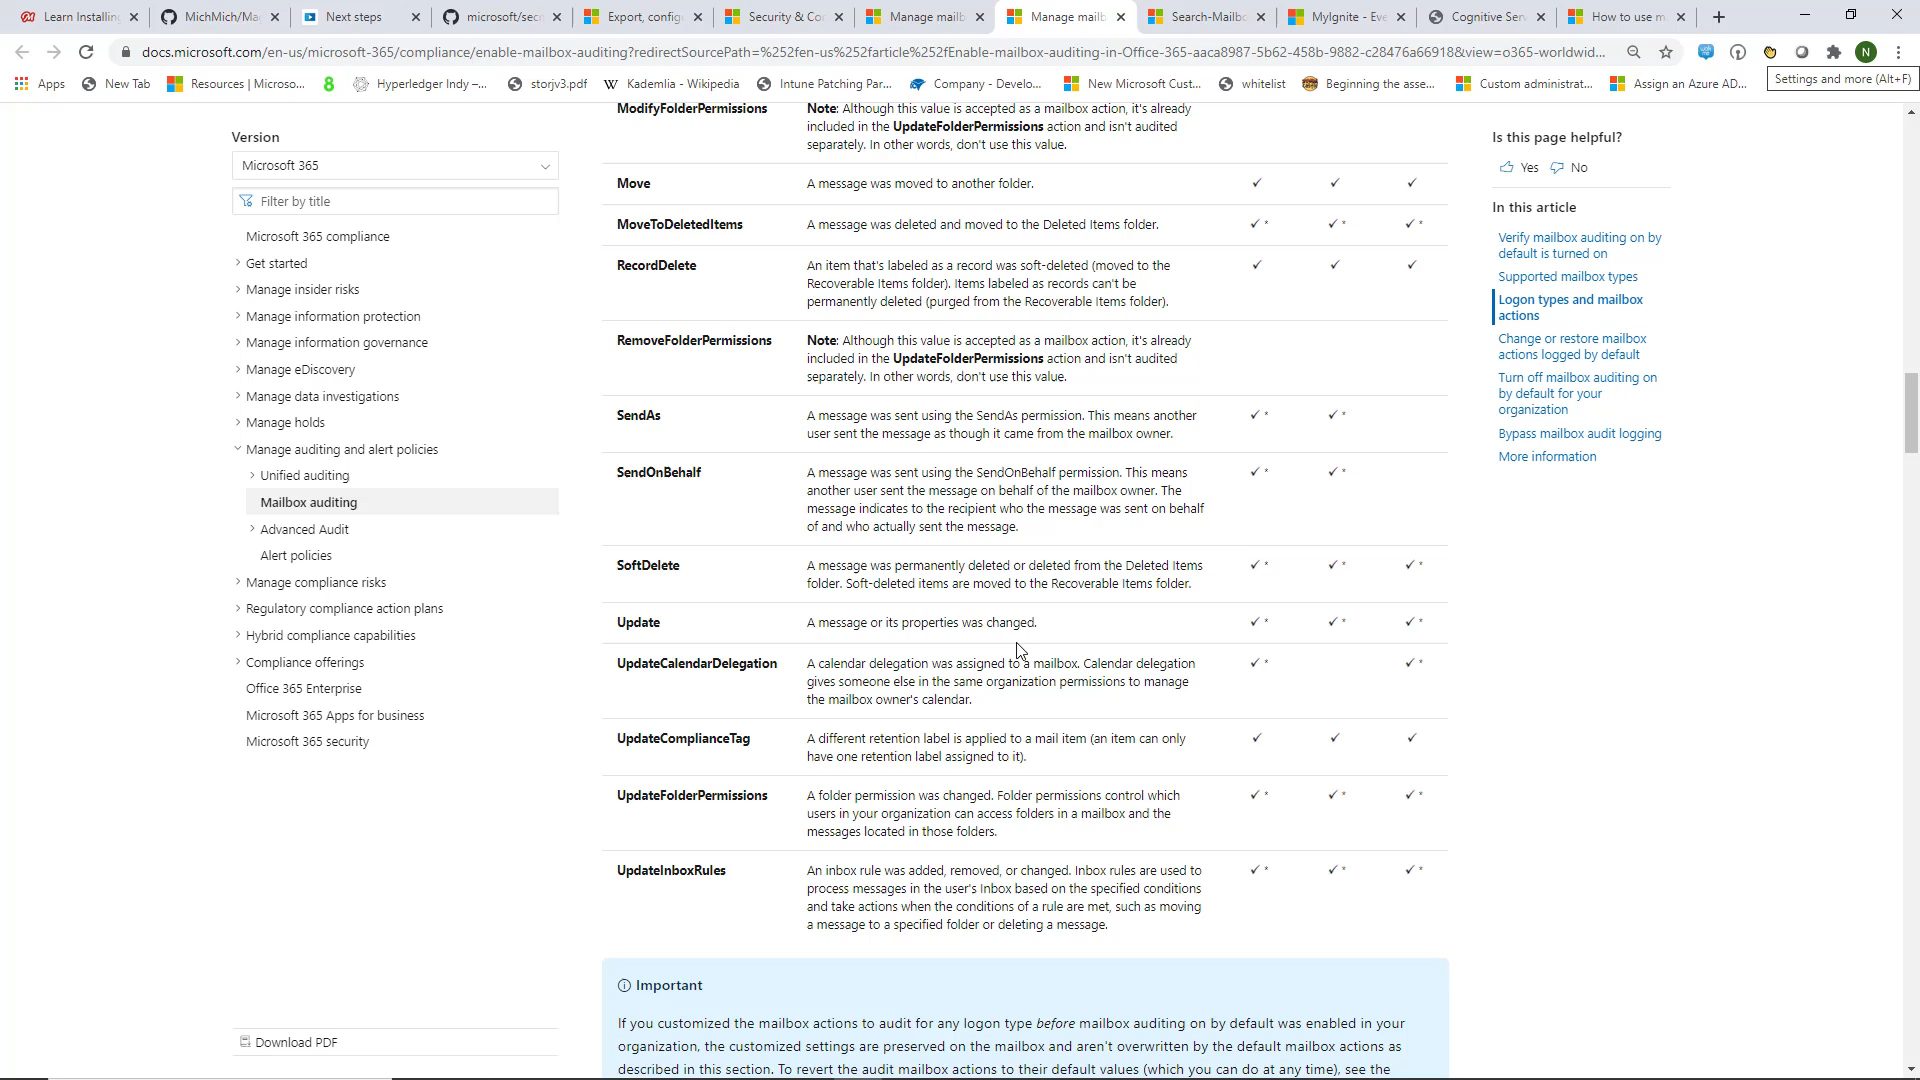 Learn Installing
MichMich/Ma
Next steps
microsoft/sec
Export, config
Security & Co
Manage mailb
Manage mailb
Search-Mailbo
MyIgnite - Eve
Cognitive Serv
How to use m
docs.microsoft.com/en-us/microsoft-365/compliance/enable-mailbox-auditing?redirectSourcePath=%252fen-us%252farticle%252fEnable-mailbox-auditing-in-Office-365-aaca8987-5b62-458b-9882-c28476a66918&view=o365-worldwid...
N
Apps
New Tab
Resources | Microso...
8
Hyperledger Indy –...
storjv3.pdf
W Kademlia - Wikipedia
Intune Patching Par...
Company - Develo...
New Microsoft Cust...
whitelist
Beginning the asse...
Custom administrat...
Assign an Azure AD...
Settings and more (Alt+F)
Version
Microsoft 365
Filter by title
Microsoft 365 compliance
Get started
Manage insider risks
Manage information protection
Manage information governance
Manage eDiscovery
Manage data investigations
Manage holds
Manage auditing and alert policies
Unified auditing
Mailbox auditing
Advanced Audit
Alert policies
Manage compliance risks
Regulatory compliance action plans
Hybrid compliance capabilities
Compliance offerings
Office 365 Enterprise
Microsoft 365 Apps for business
Microsoft 365 security
Download PDF
ModifyFolderPermissions
Note: Although this value is accepted as a mailbox action, it's already
included in the UpdateFolderPermissions action and isn't audited
separately. In other words, don't use this value.
Move
A message was moved to another folder.
✓ ✓ ✓
MoveToDeletedItems
A message was deleted and moved to the Deleted Items folder.
✓* ✓* ✓*
RecordDelete
An item that's labeled as a record was soft-deleted (moved to the
Recoverable Items folder). Items labeled as records can't be
permanently deleted (purged from the Recoverable Items folder).
✓ ✓ ✓
RemoveFolderPermissions
Note: Although this value is accepted as a mailbox action, it's already
included in the UpdateFolderPermissions action and isn't audited
separately. In other words, don't use this value.
SendAs
A message was sent using the SendAs permission. This means another
user sent the message as though it came from the mailbox owner.
✓* ✓*
SendOnBehalf
A message was sent using the SendOnBehalf permission. This means
another user sent the message on behalf of the mailbox owner. The
message indicates to the recipient who the message was sent on behalf
of and who actually sent the message.
✓* ✓*
SoftDelete
A message was permanently deleted or deleted from the Deleted Items
folder. Soft-deleted items are moved to the Recoverable Items folder.
✓* ✓* ✓*
Update
A message or its properties was changed.
✓* ✓* ✓*
UpdateCalendarDelegation
A calendar delegation was assigned to a mailbox. Calendar delegation
gives someone else in the same organization permissions to manage
the mailbox owner's calendar.
✓* ✓*
UpdateComplianceTag
A different retention label is applied to a mail item (an item can only
have one retention label assigned to it).
✓ ✓ ✓
UpdateFolderPermissions
A folder permission was changed. Folder permissions control which
users in your organization can access folders in a mailbox and the
messages located in those folders.
✓* ✓* ✓*
UpdateInboxRules
An inbox rule was added, removed, or changed. Inbox rules are used to
process messages in the user's Inbox based on the specified conditions
and take actions when the conditions of a rule are met, such as moving
a message to a specified folder or deleting a message.
✓* ✓* ✓*
Important
If you customized the mailbox actions to audit for any logon type before mailbox auditing on by default was enabled in your
organization, the customized settings are preserved on the mailbox and aren't overwritten by the default mailbox actions as
described in this section. To revert the audit mailbox actions to their default values (which you can do at any time), see the
Is this page helpful?
Yes No
In this article
Verify mailbox auditing on by
default is turned on
Supported mailbox types
Logon types and mailbox
actions
Change or restore mailbox
actions logged by default
Turn off mailbox auditing on
by default for your
organization
Bypass mailbox audit logging
More information